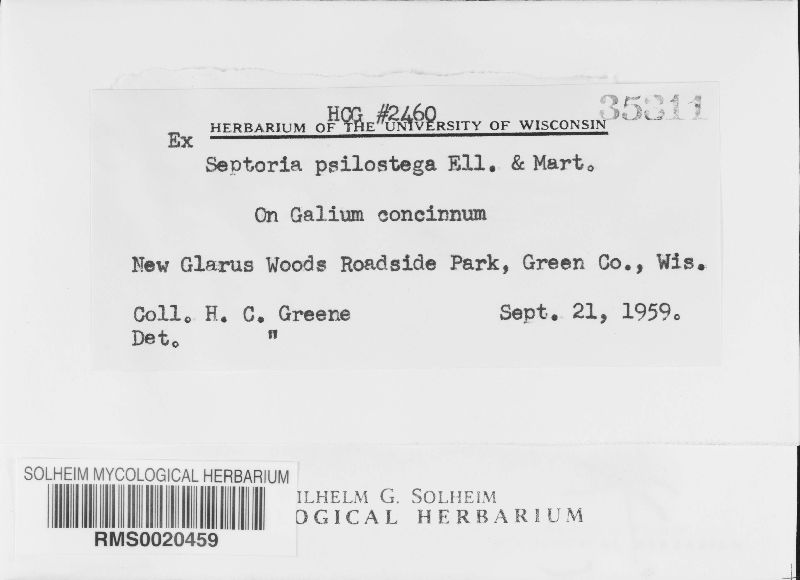 HCG #2460
35311
Ex HERBARIUM OF THE UNIVERSITY OF WISCONSIN
Septoria psilostega Ell. & Mart.
On Galium concinnum
New Glarus Woods Roadside Park, Green Co., Wis.
Coll. H. C. Greene Sept. 21, 1959.
Det. "
SOLHEIM MYCOLOGICAL HERBARIUM
RMS0020459
ILHELM G. SOLHEIM
OGICAL HERBARIUM